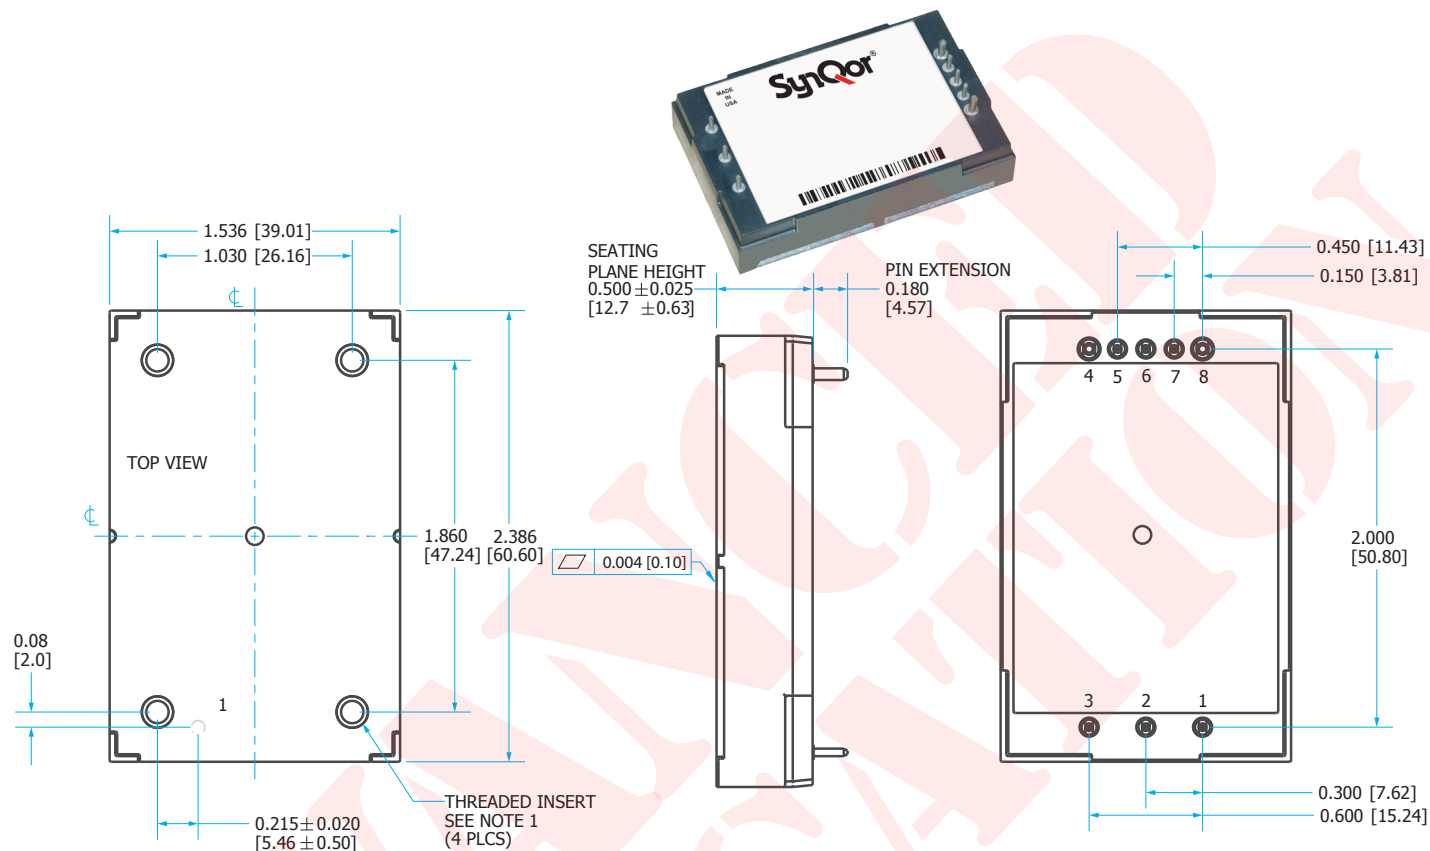 SynQor®
MADE
IN
USA
1.536 [39.01]
1.030 [26.16]
℄
℄
TOP VIEW
1.860
[47.24]
2.386
[60.60]
0.08
[2.0]
1
0.215± 0.020
[5.46 ± 0.50]
THREADED INSERT
SEE NOTE 1
(4 PLCS)
SEATING
PLANE HEIGHT
0.500 ±0.025
[12.7 ±0.63]
PIN EXTENSION
0.180
[4.57]
0.004 [0.10]
0.450 [11.43]
0.150 [3.81]
4 5 6 7 8
2.000
[50.80]
3 2 1
0.300 [7.62]
0.600 [15.24]